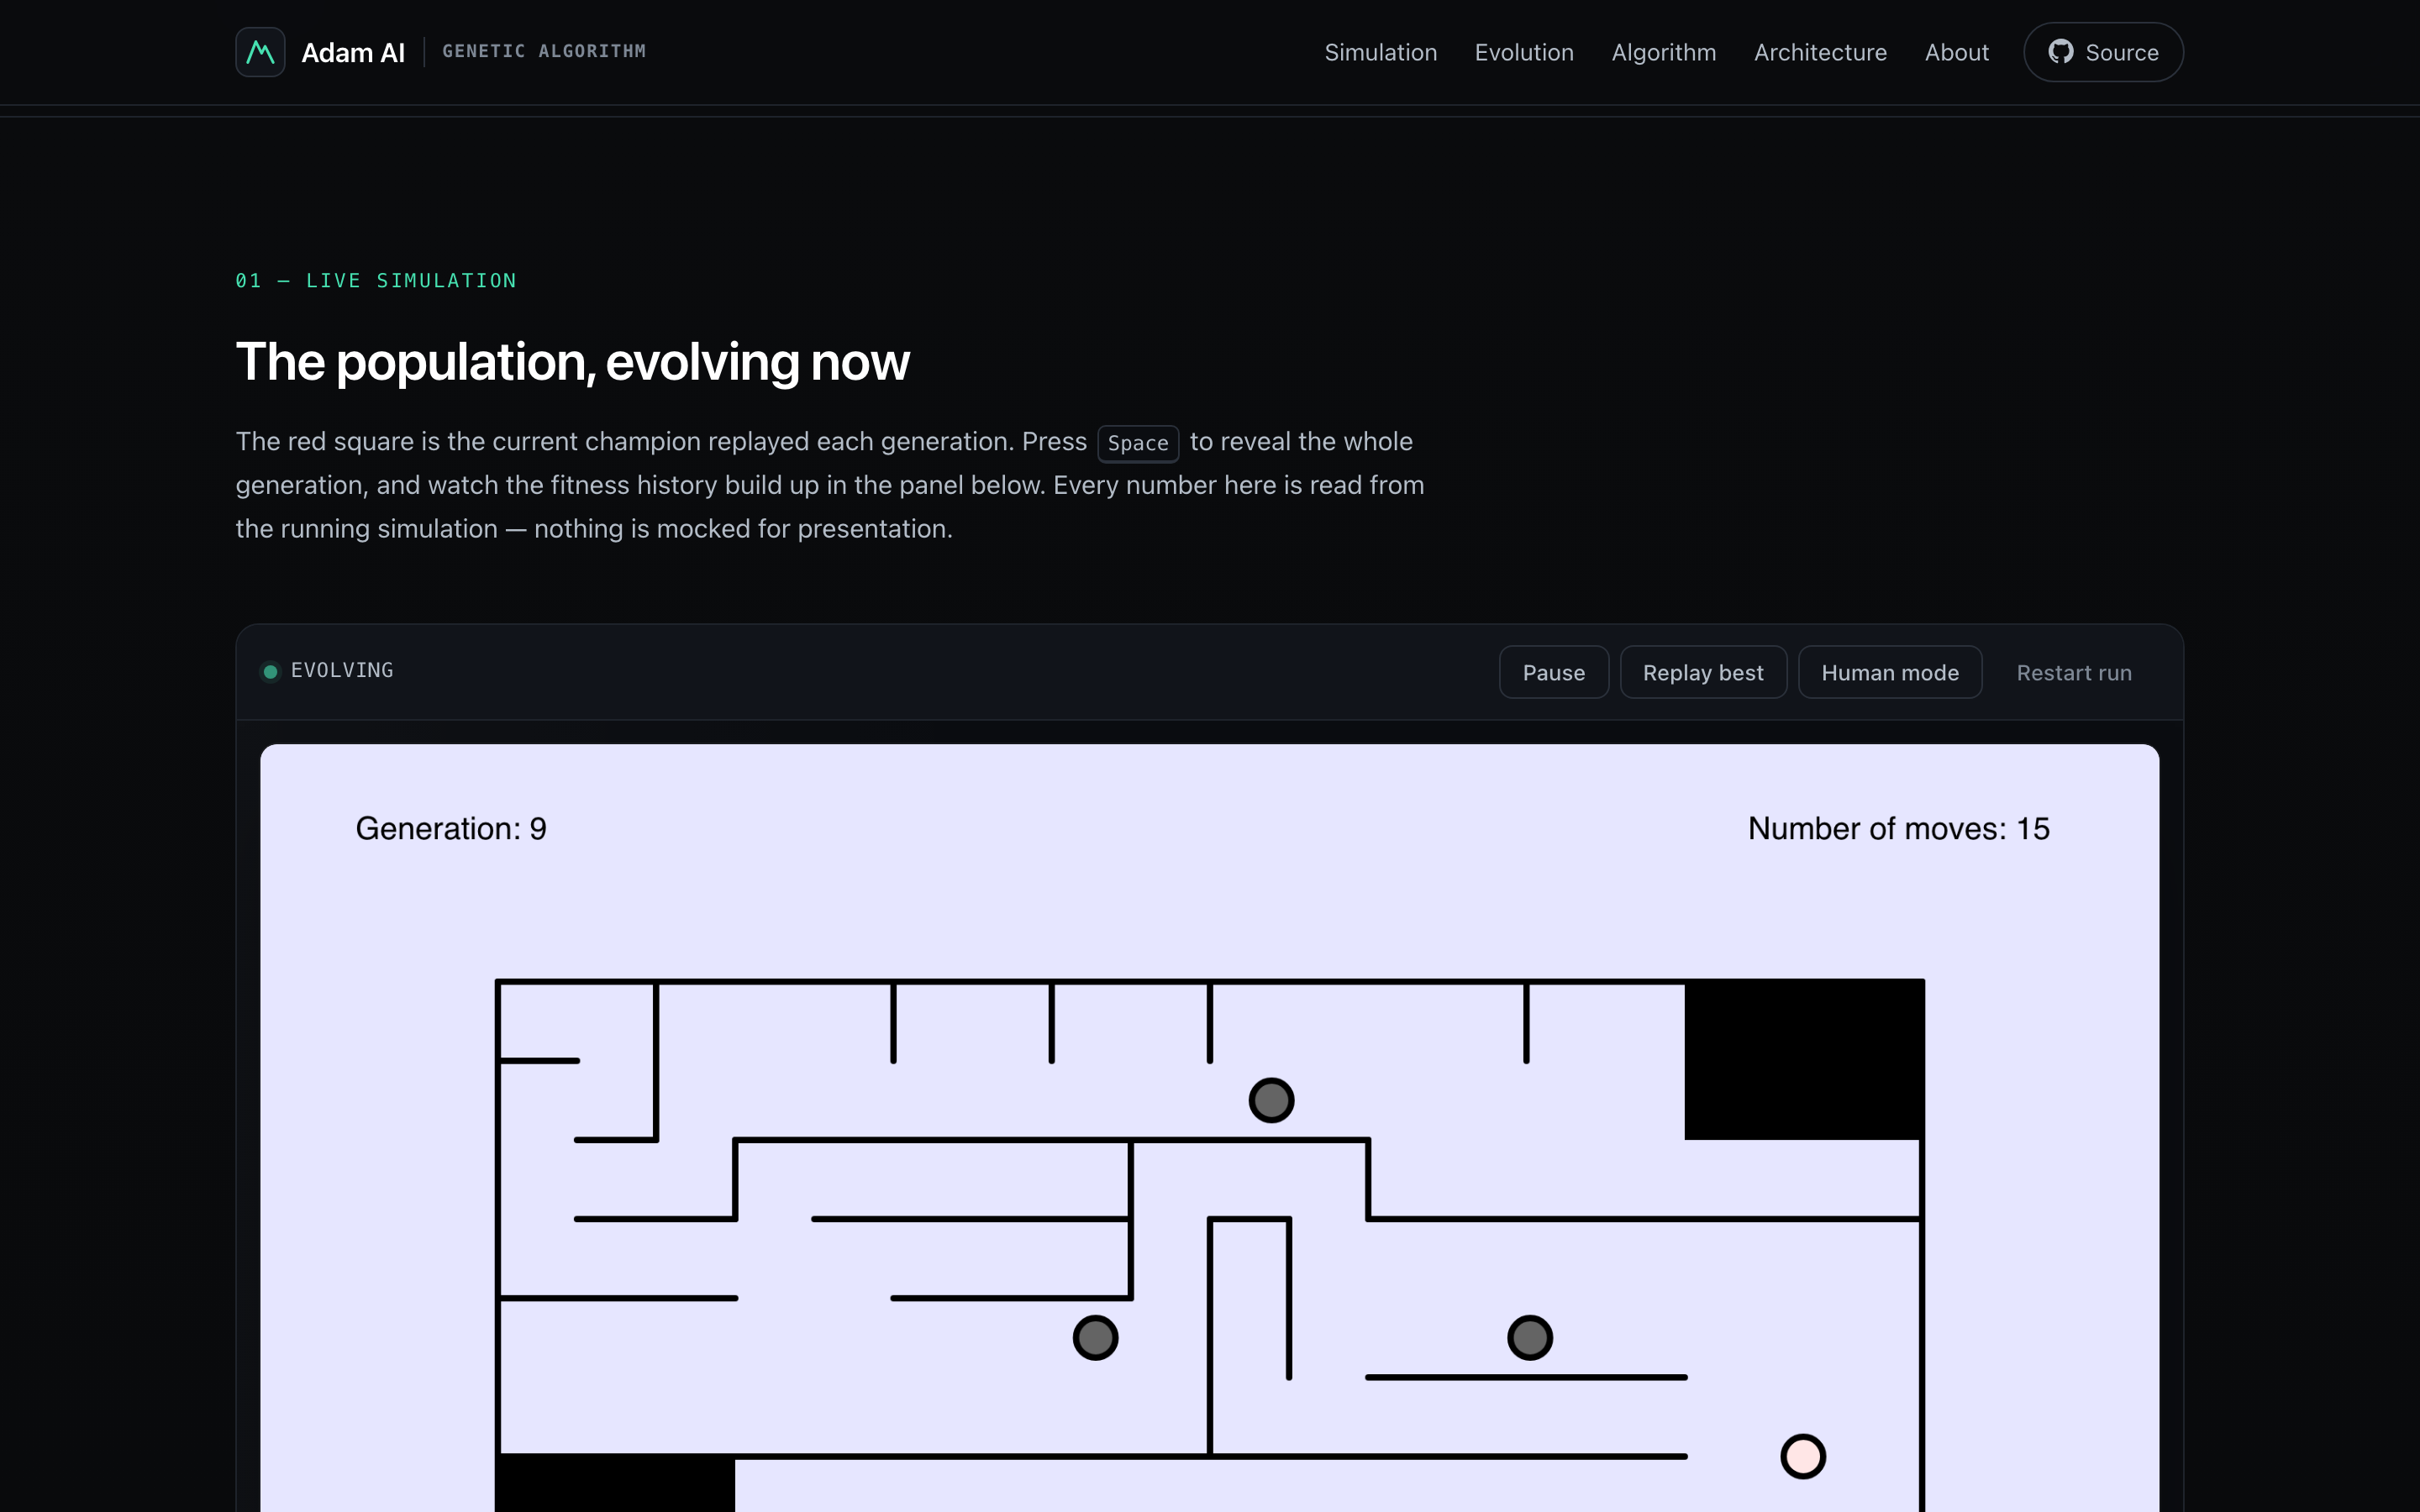 Adam AI
GENETIC ALGORITHM
Simulation
Evolution
Algorithm
Architecture
About
Source
01 — LIVE SIMULATION
The population, evolving now
The red square is the current champion replayed each generation. Press Space to reveal the whole
generation, and watch the fitness history build up in the panel below. Every number here is read from
the running simulation — nothing is mocked for presentation.
EVOLVING
Pause
Replay best
Human mode
Restart run
Generation: 9
Number of moves: 15